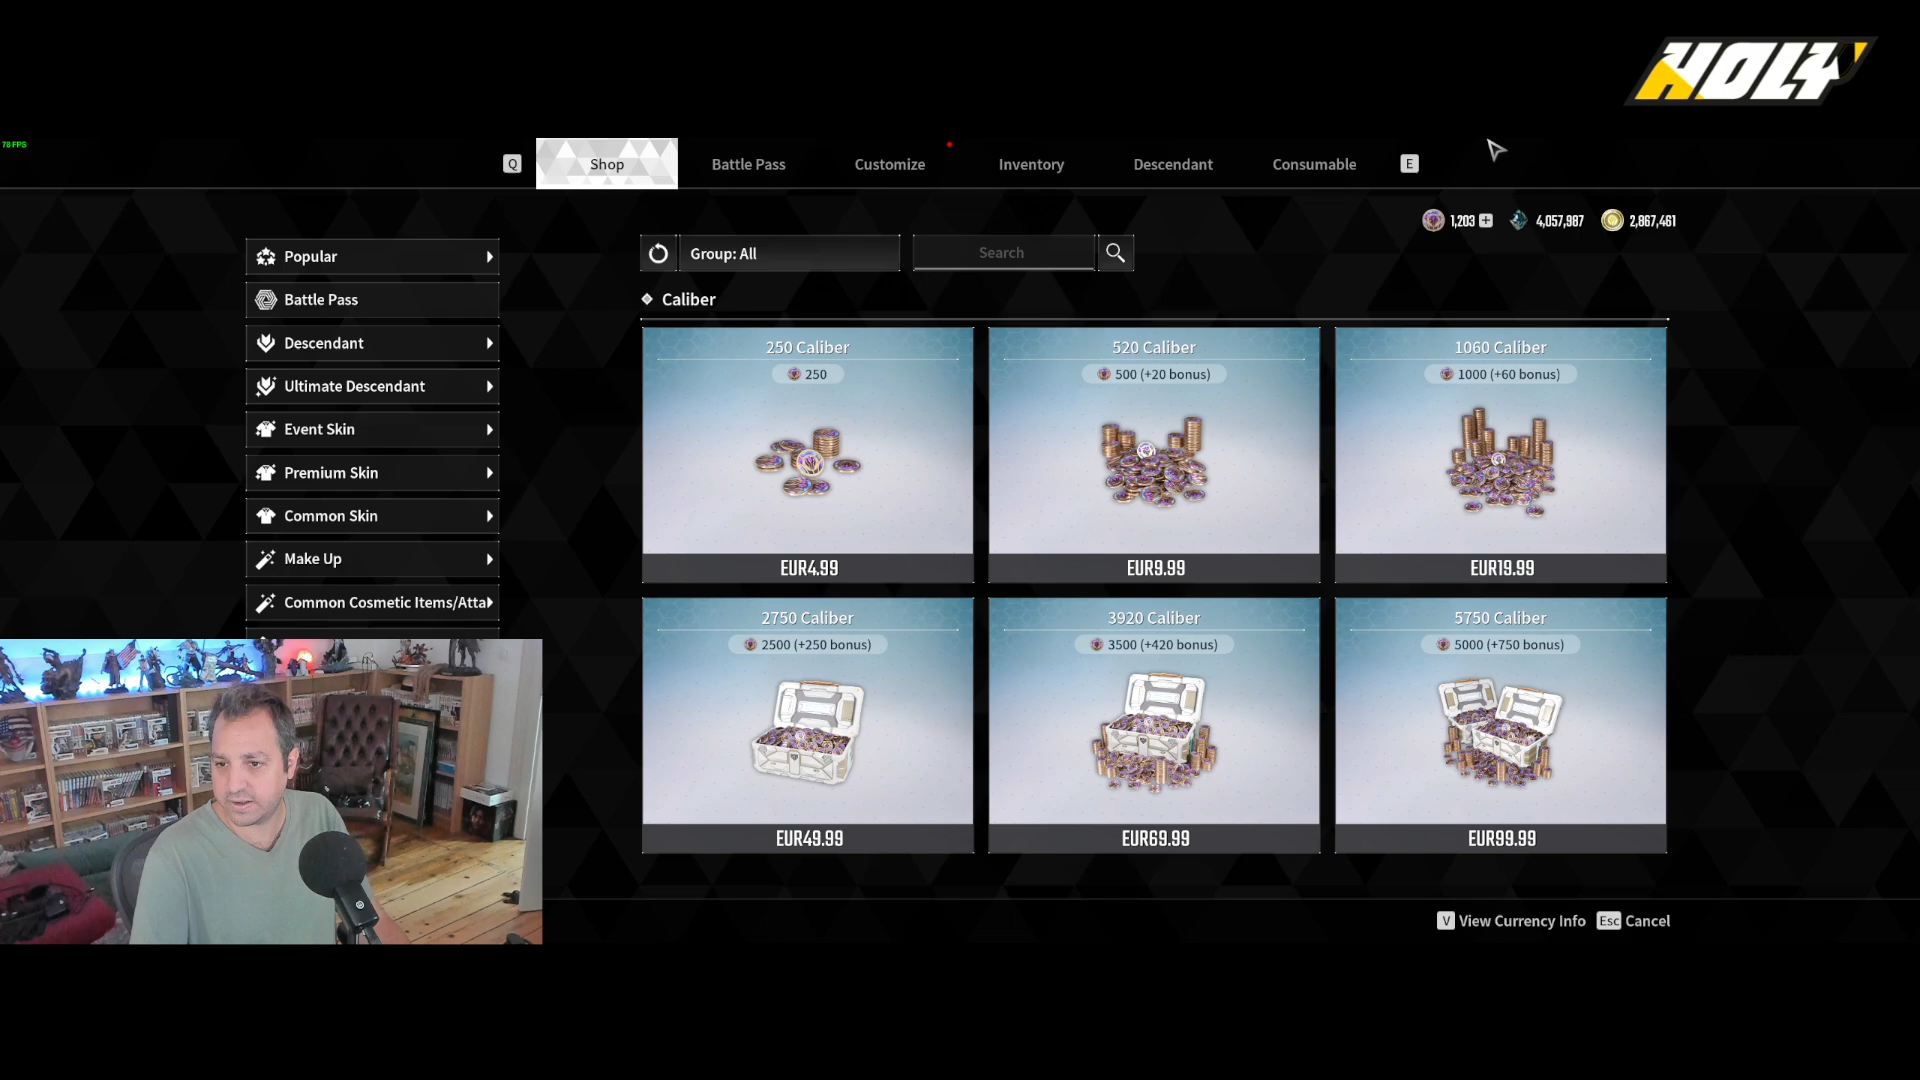 HOLY
78 FPS
Q
Shop
Battle Pass
Customize
Inventory
Descendant
Consumable
E
1,203
4,057,987
2,867,461
Popular
Battle Pass
Descendant
Ultimate Descendant
Event Skin
Premium Skin
Common Skin
Make Up
Common Cosmetic Items/Atta
Group: All
Search
Caliber
250 Caliber
250
EUR4.99
520 Caliber
500 (+20 bonus)
EUR9.99
1060 Caliber
1000 (+60 bonus)
EUR19.99
2750 Caliber
2500 (+250 bonus)
EUR49.99
3920 Caliber
3500 (+420 bonus)
EUR69.99
5750 Caliber
5000 (+750 bonus)
EUR99.99
V View Currency Info
Esc Cancel